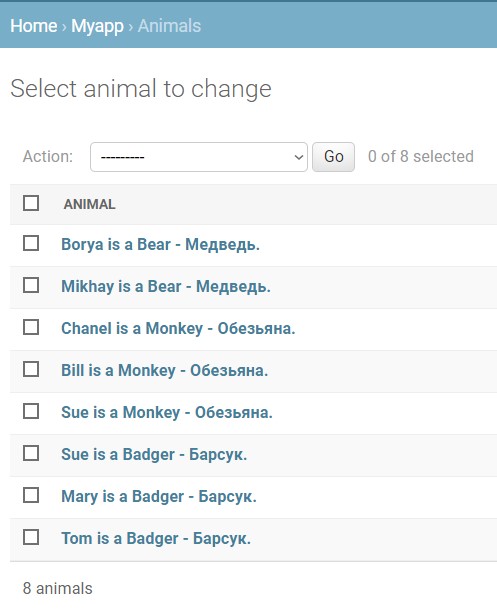 Home › Myapp › Animals
Select animal to change
Action: --------- Go 0 of 8 selected
ANIMAL
Borya is a Bear - Медведь.
Mikhay is a Bear - Медведь.
Chanel is a Monkey - Обезьяна.
Bill is a Monkey - Обезьяна.
Sue is a Monkey - Обезьяна.
Sue is a Badger - Барсук.
Mary is a Badger - Барсук.
Tom is a Badger - Барсук.
8 animals